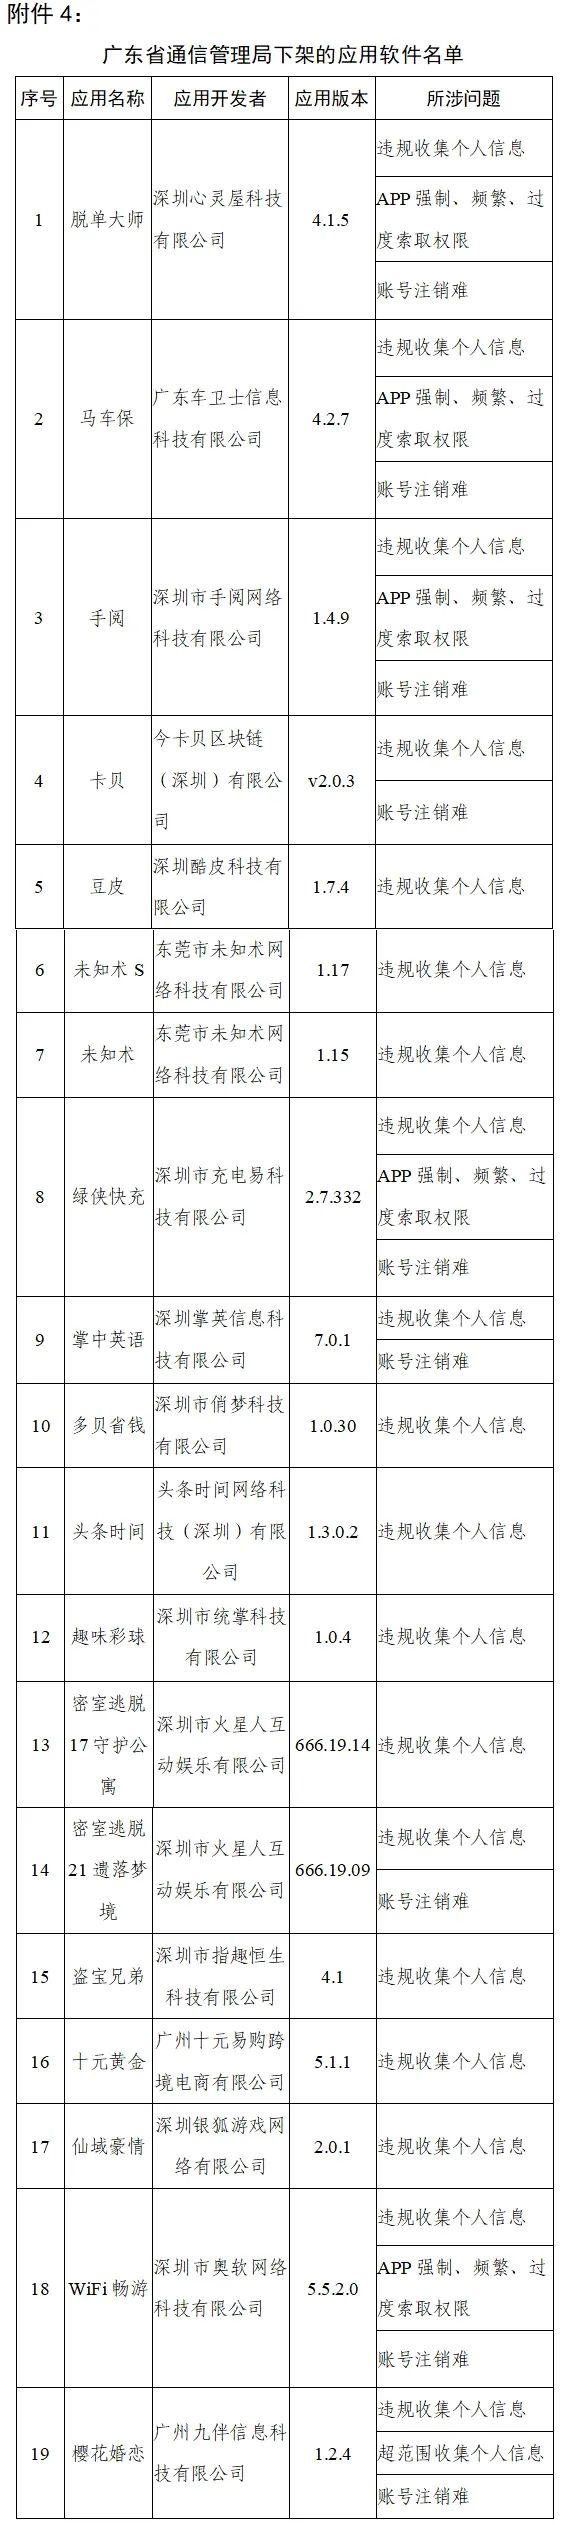 附件 4：
广东省通信管理局下架的应用软件名单
序号 应用名称 应用开发者 应用版本 所涉问题
1 脱单大师 深圳心灵屋科技
有限公司 4.1.5 违规收集个人信息
APP 强制、频繁、过
度索取权限
账号注销难
2 马车保 广东车卫士信息
科技有限公司 4.2.7 违规收集个人信息
APP 强制、频繁、过
度索取权限
账号注销难
3 手阅 深圳市手阅网络
科技有限公司 1.4.9 违规收集个人信息
APP 强制、频繁、过
度索取权限
账号注销难
4 卡贝 今卡贝区块链
（深圳）有限公
司 v2.0.3 违规收集个人信息
账号注销难
5 豆皮 深圳酷皮科技有
限公司 1.7.4 违规收集个人信息
6 未知术 S 东莞市未知术网
络科技有限公司 1.17 违规收集个人信息
7 未知术 东莞市未知术网
络科技有限公司 1.15 违规收集个人信息
8 绿侠快充 深圳市充电易科
技有限公司 2.7.332 违规收集个人信息
APP 强制、频繁、过
度索取权限
账号注销难
9 掌中英语 深圳掌英信息科
技有限公司 7.0.1 违规收集个人信息
账号注销难
10 多贝省钱 深圳市俏梦科技
有限公司 1.0.30 违规收集个人信息
11 头条时间 头条时间网络科
技（深圳）有限
公司 1.3.0.2 违规收集个人信息
12 趣味彩球 深圳市统掌科技
有限公司 1.0.4 违规收集个人信息
13 密室逃脱
17 守护公
寓 深圳市火星人互
动娱乐有限公司 666.19.14 违规收集个人信息
14 密室逃脱
21 遗落梦
境 深圳市火星人互
动娱乐有限公司 666.19.09 违规收集个人信息
账号注销难
15 盗宝兄弟 深圳市指趣恒生
科技有限公司 4.1 违规收集个人信息
16 十元黄金 广州十元易购跨
境电商有限公司 5.1.1 违规收集个人信息
17 仙域豪情 深圳银狐游戏网
络有限公司 2.0.1 违规收集个人信息
18 WiFi 畅游 深圳市奥软网络
科技有限公司 5.5.2.0 违规收集个人信息
APP 强制、频繁、过
度索取权限
账号注销难
19 樱花婚恋 广州九伴信息科
技有限公司 1.2.4 违规收集个人信息
超范围收集个人信息
账号注销难